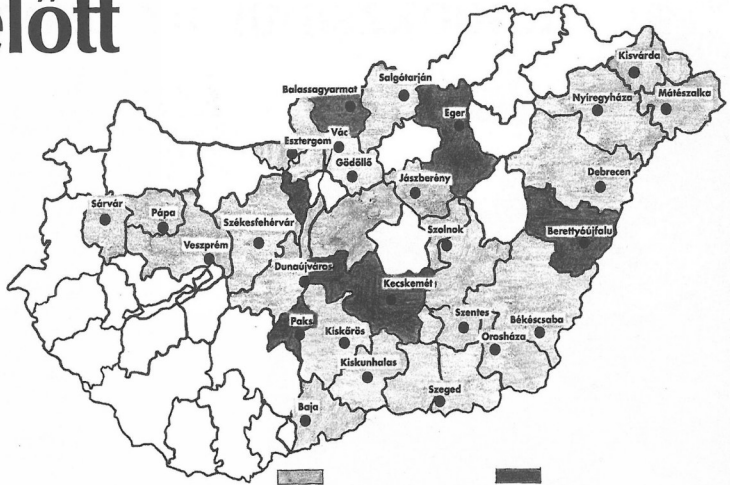 előtt
Kisvárda
Salgótarján
Mátészalka
Balassagyarmat
Nyíregyháza
Eger
Vác
Esztergom
Gödöllő
Debrecen
Jászberény
Sárvár
Pápa
Székesfehérvár
Szolnok
Berettyóújfalu
Veszprém
Dunaújváros
Kecskemét
Szentes
Békéscsaba
Paks
Kiskőrös
Orosháza
Kiskunhalas
Szeged
Baja